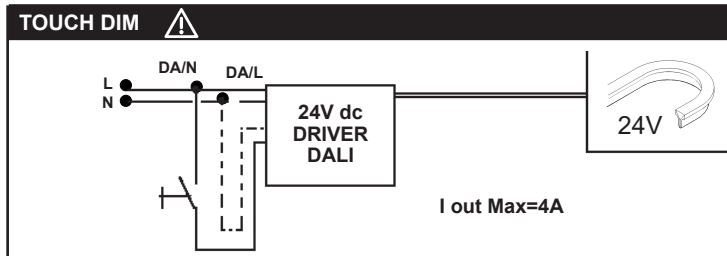 TOUCH DIM
DA/N
DA/L
L
N
24V dc
DRIVER
DALI
24V
I out Max=4A